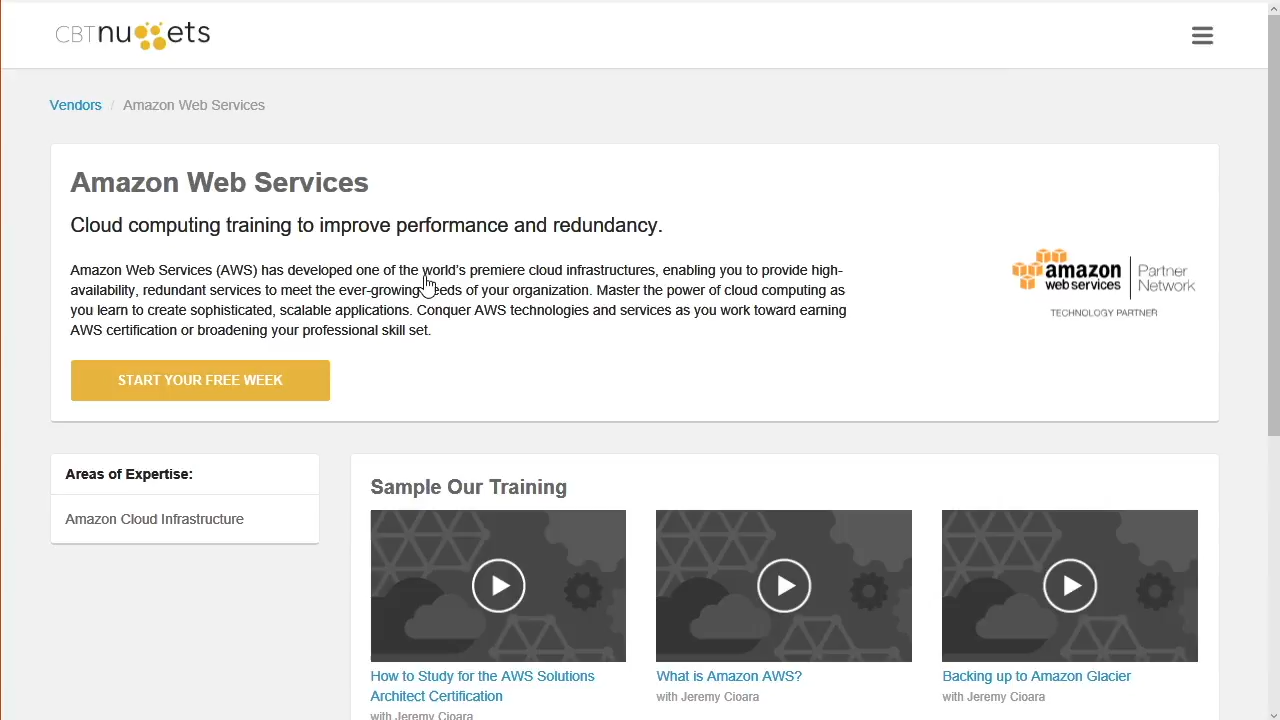 CBTnuggets
Vendors / Amazon Web Services
Amazon Web Services
Cloud computing training to improve performance and redundancy.
Amazon Web Services (AWS) has developed one of the world's premiere cloud infrastructures, enabling you to provide high-
availability, redundant services to meet the ever-growing needs of your organization. Master the power of cloud computing as
you learn to create sophisticated, scalable applications. Conquer AWS technologies and services as you work toward earning
AWS certification or broadening your professional skill set.
START YOUR FREE WEEK
amazon
webservices
Partner
Network
TECHNOLOGY PARTNER
Areas of Expertise:
Amazon Cloud Infrastructure
Sample Our Training
How to Study for the AWS Solutions
Architect Certification
with Jeremy Cioara
What is Amazon AWS?
with Jeremy Cioara
Backing up to Amazon Glacier
with Jeremy Cioara